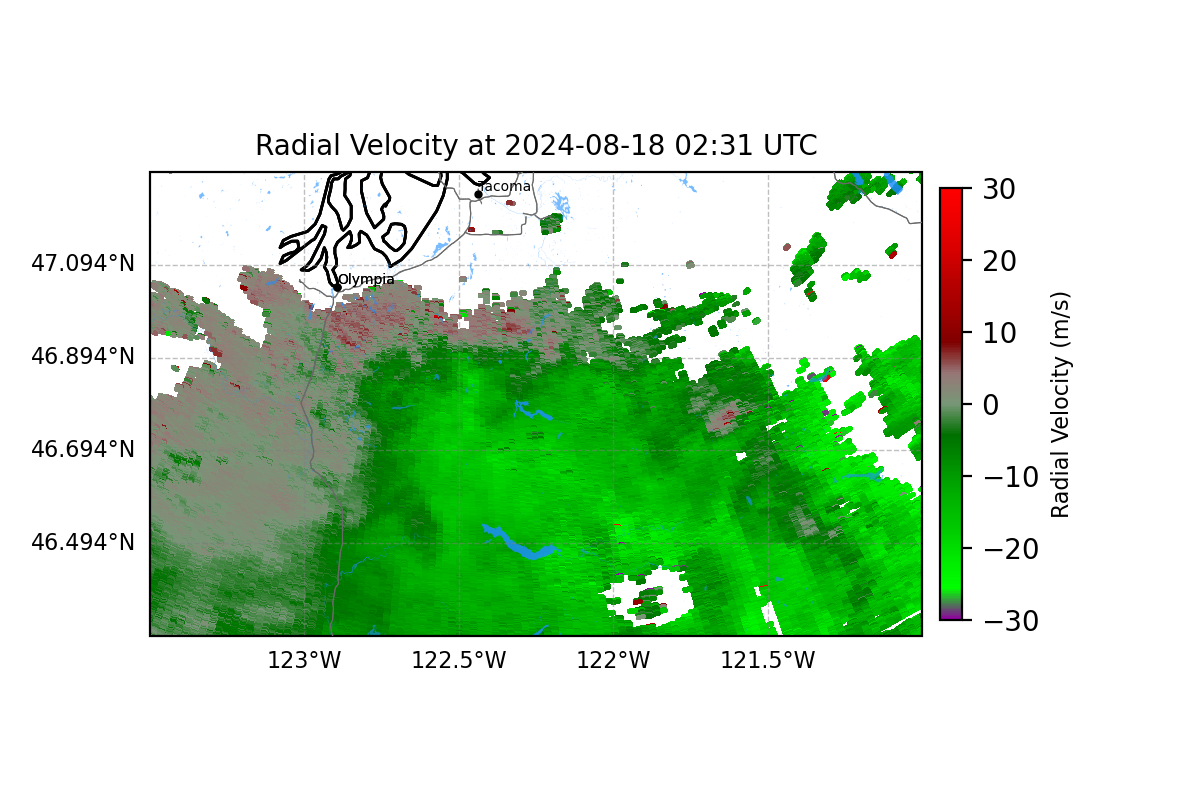 Radial Velocity at 2024-08-18 02:31 UTC
Tacoma
Olympia
47.094°N
46.894°N
46.694°N
46.494°N
123°W
122.5°W
122°W
121.5°W
30
20
10
0
−10
−20
−30
Radial Velocity (m/s)